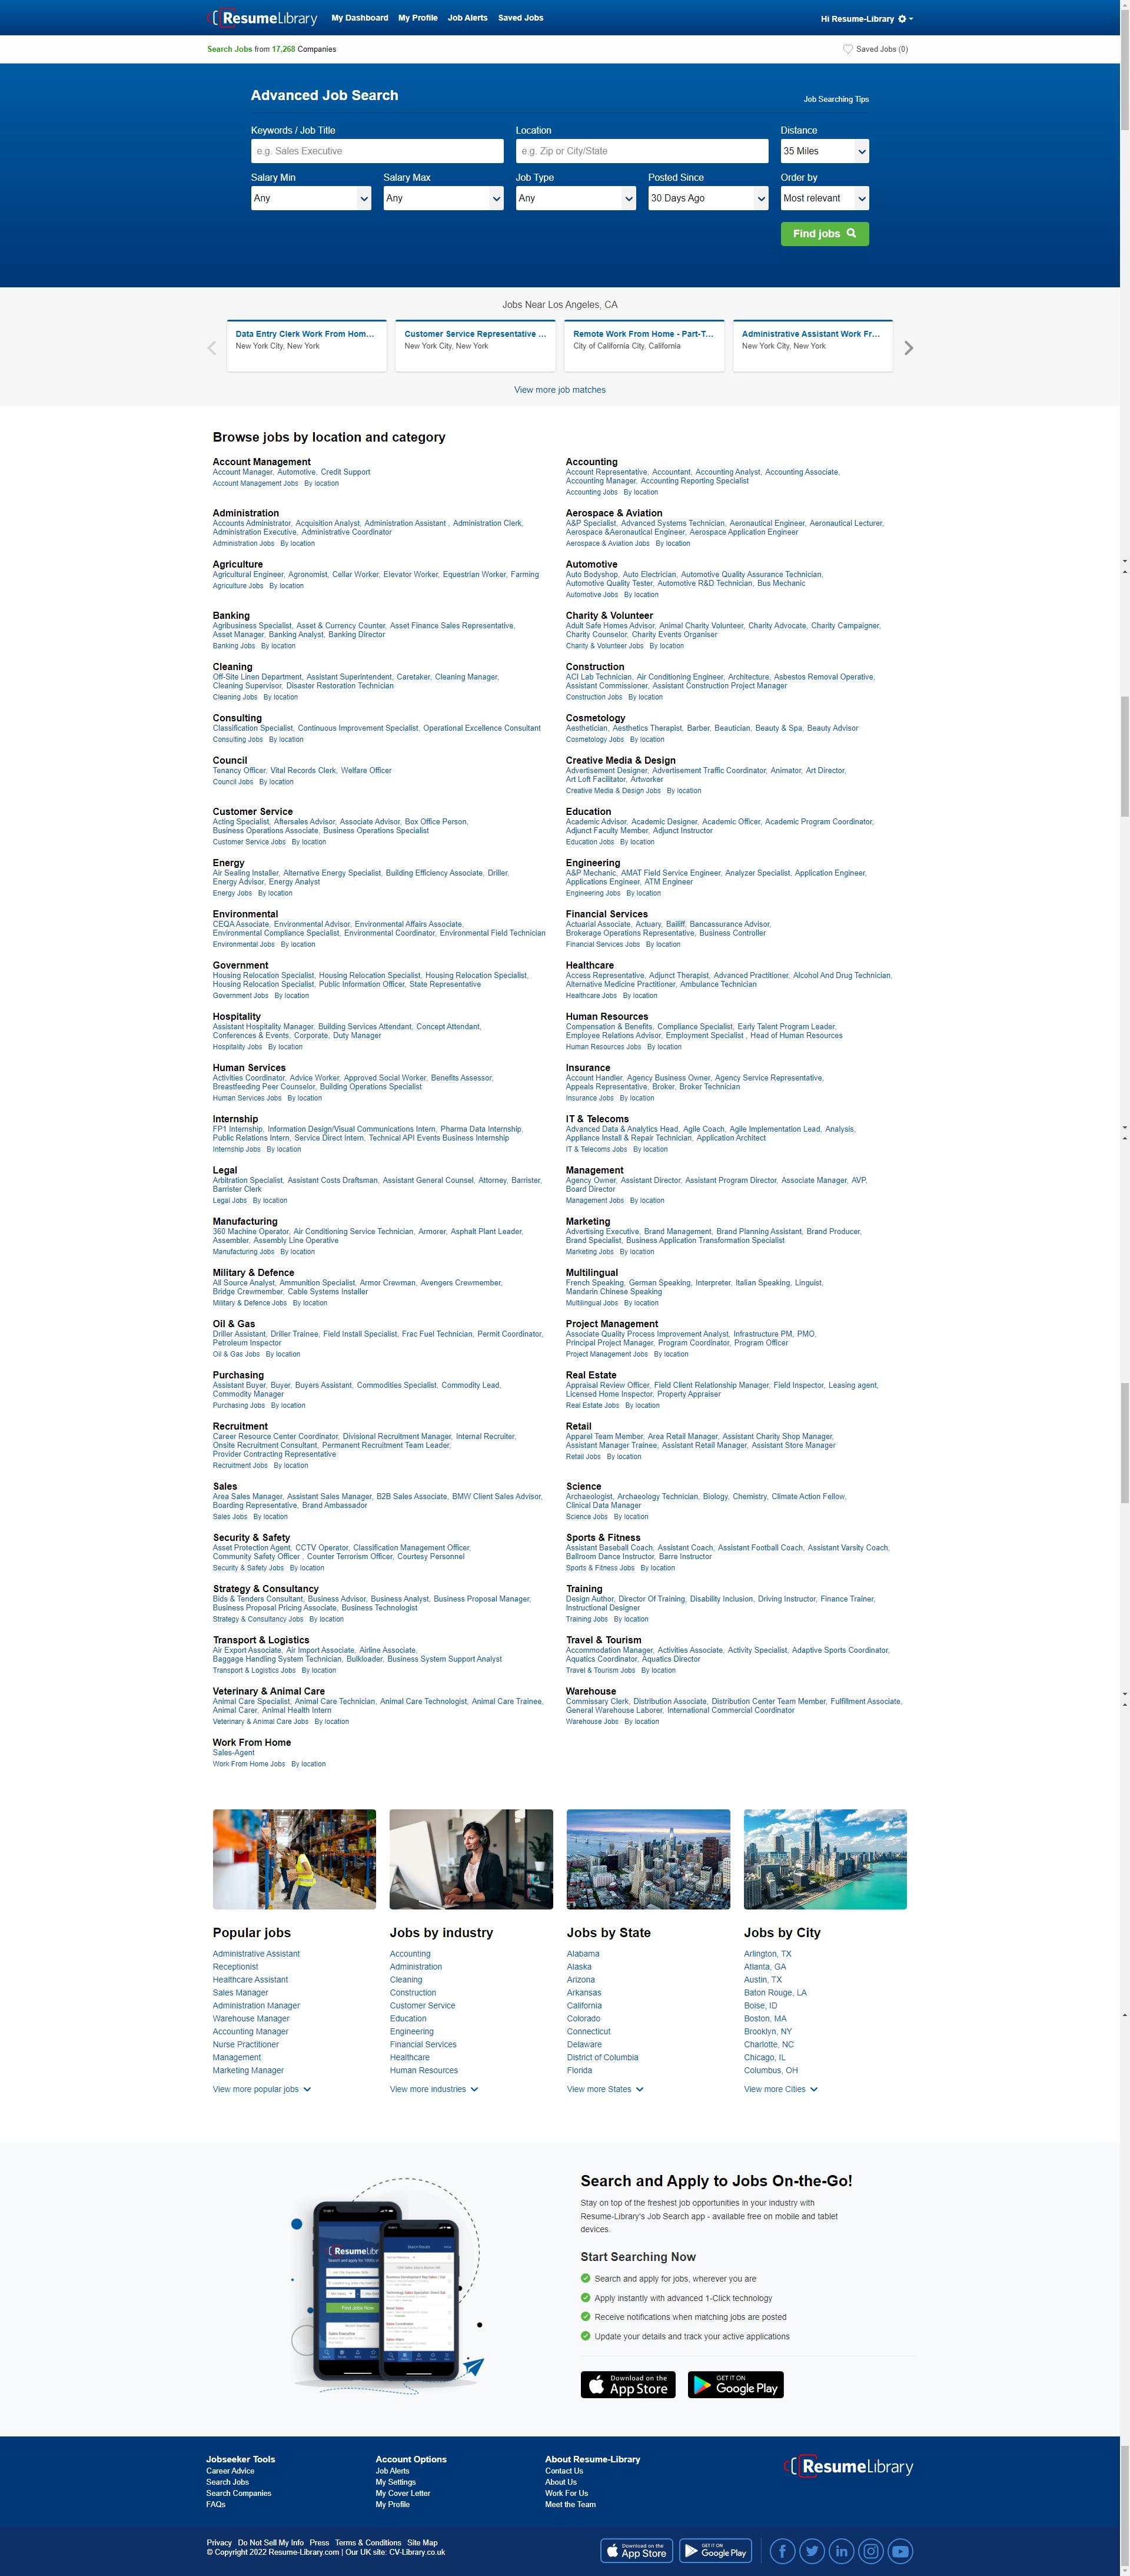 ResumeLibrary My Dashboard My Profile Job Alerts Saved Jobs Hi Resume-Library
Search Jobs from 17,268 Companies Saved Jobs (0)
Advanced Job Search Job Searching Tips
Keywords / Job Title Location Distance
e.g. Sales Executive e.g. Zip or City/State 35 Miles
Salary Min Salary Max Job Type Posted Since Order by
Any Any Any 30 Days Ago Most relevant
Find jobs
Jobs Near Los Angeles, CA
Data Entry Clerk Work From Hom... Customer Service Representative ... Remote Work From Home - Part-T... Administrative Assistant Work Fr...
New York City, New York New York City, New York City of California City, California New York City, New York
View more job matches
Browse jobs by location and category
Account Management
Account Manager, Automotive, Credit Support
Account Management Jobs By location
Accounting
Account Representative, Accountant, Accounting Analyst, Accounting Associate,
Accounting Manager, Accounting Reporting Specialist
Accounting Jobs By location
Administration
Accounts Administrator, Acquisition Analyst, Administration Assistant , Administration Clerk,
Administration Executive, Administrative Coordinator
Administration Jobs By location
Aerospace & Aviation
A&P Specialist, Advanced Systems Technician, Aeronautical Engineer, Aeronautical Lecturer,
Aerospace &Aeronautical Engineer, Aerospace Application Engineer
Aerospace & Aviation Jobs By location
Agriculture
Agricultural Engineer, Agronomist, Cellar Worker, Elevator Worker, Equestrian Worker, Farming
Agriculture Jobs By location
Automotive
Auto Bodyshop, Auto Electrician, Automotive Quality Assurance Technician,
Automotive Quality Tester, Automotive R&D Technician, Bus Mechanic
Automotive Jobs By location
Banking
Agribusiness Specialist, Asset & Currency Counter, Asset Finance Sales Representative,
Asset Manager, Banking Analyst, Banking Director
Banking Jobs By location
Charity & Volunteer
Adult Safe Homes Advisor, Animal Charity Volunteer, Charity Advocate, Charity Campaigner,
Charity Counselor, Charity Events Organiser
Charity & Volunteer Jobs By location
Cleaning
Off-Site Linen Department, Assistant Superintendent, Caretaker, Cleaning Manager,
Cleaning Supervisor, Disaster Restoration Technician
Cleaning Jobs By location
Construction
ACI Lab Technician, Air Conditioning Engineer, Architecture, Asbestos Removal Operative,
Assistant Commissioner, Assistant Construction Project Manager
Construction Jobs By location
Consulting
Classification Specialist, Continuous Improvement Specialist, Operational Excellence Consultant
Consulting Jobs By location
Cosmetology
Aesthetician, Aesthetics Therapist, Barber, Beautician, Beauty & Spa, Beauty Advisor
Cosmetology Jobs By location
Council
Tenancy Officer, Vital Records Clerk, Welfare Officer
Council Jobs By location
Creative Media & Design
Advertisement Designer, Advertisement Traffic Coordinator, Animator, Art Director,
Art Loft Facilitator, Artworker
Creative Media & Design Jobs By location
Customer Service
Acting Specialist, Aftersales Advisor, Associate Advisor, Box Office Person,
Business Operations Associate, Business Operations Specialist
Customer Service Jobs By location
Education
Academic Advisor, Academic Designer, Academic Officer, Academic Program Coordinator,
Adjunct Faculty Member, Adjunct Instructor
Education Jobs By location
Energy
Air Sealing Installer, Alternative Energy Specialist, Building Efficiency Associate, Driller,
Energy Advisor, Energy Analyst
Energy Jobs By location
Engineering
A&P Mechanic, AMAT Field Service Engineer, Analyzer Specialist, Application Engineer,
Applications Engineer, ATM Engineer
Engineering Jobs By location
Environmental
CEQA Associate, Environmental Advisor, Environmental Affairs Associate,
Environmental Compliance Specialist, Environmental Coordinator, Environmental Field Technician
Environmental Jobs By location
Financial Services
Actuarial Associate, Actuary, Bailiff, Bancassurance Advisor,
Brokerage Operations Representative, Business Controller
Financial Services Jobs By location
Government
Housing Relocation Specialist, Housing Relocation Specialist, Housing Relocation Specialist,
Housing Relocation Specialist, Public Information Officer, State Representative
Government Jobs By location
Healthcare
Access Representative, Adjunct Therapist, Advanced Practitioner, Alcohol And Drug Technician,
Alternative Medicine Practitioner, Ambulance Technician
Healthcare Jobs By location
Hospitality
Assistant Hospitality Manager, Building Services Attendant, Concept Attendant,
Conferences & Events, Corporate, Duty Manager
Hospitality Jobs By location
Human Resources
Compensation & Benefits, Compliance Specialist, Early Talent Program Leader,
Employee Relations Advisor, Employment Specialist , Head of Human Resources
Human Resources Jobs By location
Human Services
Activities Coordinator, Advice Worker, Approved Social Worker, Benefits Assessor,
Breastfeeding Peer Counselor, Building Operations Specialist
Human Services Jobs By location
Insurance
Account Handler, Agency Business Owner, Agency Service Representative,
Appeals Representative, Broker, Broker Technician
Insurance Jobs By location
Internship
FP1 Internship, Information Design/Visual Communications Intern, Pharma Data Internship,
Public Relations Intern, Service Direct Intern, Technical API Events Business Internship
Internship Jobs By location
IT & Telecoms
Advanced Data & Analytics Head, Agile Coach, Agile Implementation Lead, Analysis,
Appliance Install & Repair Technician, Application Architect
IT & Telecoms Jobs By location
Legal
Arbitration Specialist, Assistant Costs Draftsman, Assistant General Counsel, Attorney, Barrister,
Barrister Clerk
Legal Jobs By location
Management
Agency Owner, Assistant Director, Assistant Program Director, Associate Manager, AVP,
Board Director
Management Jobs By location
Manufacturing
360 Machine Operator, Air Conditioning Service Technician, Armorer, Asphalt Plant Leader,
Assembler, Assembly Line Operative
Manufacturing Jobs By location
Marketing
Advertising Executive, Brand Management, Brand Planning Assistant, Brand Producer,
Brand Specialist, Business Application Transformation Specialist
Marketing Jobs By location
Military & Defence
All Source Analyst, Ammunition Specialist, Armor Crewman, Avengers Crewmember,
Bridge Crewmember, Cable Systems Installer
Military & Defence Jobs By location
Multilingual
French Speaking, German Speaking, Interpreter, Italian Speaking, Linguist,
Mandarin Chinese Speaking
Multilingual Jobs By location
Oil & Gas
Driller Assistant, Driller Trainee, Field Install Specialist, Frac Fuel Technician, Permit Coordinator,
Petroleum Inspector
Oil & Gas Jobs By location
Project Management
Associate Quality Process Improvement Analyst, Infrastructure PM, PMO,
Principal Project Manager, Program Coordinator, Program Officer
Project Management Jobs By location
Purchasing
Assistant Buyer, Buyer, Buyers Assistant, Commodities Specialist, Commodity Lead,
Commodity Manager
Purchasing Jobs By location
Real Estate
Appraisal Review Officer, Field Client Relationship Manager, Field Inspector, Leasing agent,
Licensed Home Inspector, Property Appraiser
Real Estate Jobs By location
Recruitment
Career Resource Center Coordinator, Divisional Recruitment Manager, Internal Recruiter,
Onsite Recruitment Consultant, Permanent Recruitment Team Leader,
Provider Contracting Representative
Recruitment Jobs By location
Retail
Apparel Team Member, Area Retail Manager, Assistant Charity Shop Manager,
Assistant Manager Trainee, Assistant Retail Manager, Assistant Store Manager
Retail Jobs By location
Sales
Area Sales Manager, Assistant Sales Manager, B2B Sales Associate, BMW Client Sales Advisor,
Boarding Representative, Brand Ambassador
Sales Jobs By location
Science
Archaeologist, Archaeology Technician, Biology, Chemistry, Climate Action Fellow,
Clinical Data Manager
Science Jobs By location
Security & Safety
Asset Protection Agent, CCTV Operator, Classification Management Officer,
Community Safety Officer , Counter Terrorism Officer, Courtesy Personnel
Security & Safety Jobs By location
Sports & Fitness
Assistant Baseball Coach, Assistant Coach, Assistant Football Coach, Assistant Varsity Coach,
Ballroom Dance Instructor, Barre Instructor
Sports & Fitness Jobs By location
Strategy & Consultancy
Bids & Tenders Consultant, Business Advisor, Business Analyst, Business Proposal Manager,
Business Proposal Pricing Associate, Business Technologist
Strategy & Consultancy Jobs By location
Training
Design Author, Director Of Training, Disability Inclusion, Driving Instructor, Finance Trainer,
Instructional Designer
Training Jobs By location
Transport & Logistics
Air Export Associate, Air Import Associate, Airline Associate,
Baggage Handling System Technician, Bulkloader, Business System Support Analyst
Transport & Logistics Jobs By location
Travel & Tourism
Accommodation Manager, Activities Associate, Activity Specialist, Adaptive Sports Coordinator,
Aquatics Coordinator, Aquatics Director
Travel & Tourism Jobs By location
Veterinary & Animal Care
Animal Care Specialist, Animal Care Technician, Animal Care Technologist, Animal Care Trainee,
Animal Carer, Animal Health Intern
Veterinary & Animal Care Jobs By location
Warehouse
Commissary Clerk, Distribution Associate, Distribution Center Team Member, Fulfillment Associate,
General Warehouse Laborer, International Commercial Coordinator
Warehouse Jobs By location
Work From Home
Sales-Agent
Work From Home Jobs By location
Popular jobs
Administrative Assistant
Receptionist
Healthcare Assistant
Sales Manager
Administration Manager
Warehouse Manager
Accounting Manager
Nurse Practitioner
Management
Marketing Manager
View more popular jobs
Jobs by industry
Accounting
Administration
Cleaning
Construction
Customer Service
Education
Engineering
Financial Services
Healthcare
Human Resources
View more industries
Jobs by State
Alabama
Alaska
Arizona
Arkansas
California
Colorado
Connecticut
Delaware
District of Columbia
Florida
View more States
Jobs by City
Arlington, TX
Atlanta, GA
Austin, TX
Baton Rouge, LA
Boise, ID
Boston, MA
Brooklyn, NY
Charlotte, NC
Chicago, IL
Columbus, OH
View more Cities
ResumeLibr
Find Jobs Now
Search Results
Search and Apply to Jobs On-the-Go!
Stay on top of the freshest job opportunities in your industry with
Resume-Library's Job Search app - available free on mobile and tablet
devices.
Start Searching Now
Search and apply for jobs, wherever you are
Apply instantly with advanced 1-Click technology
Receive notifications when matching jobs are posted
Update your details and track your active applications
Download on the App Store GET IT ON Google Play
Jobseeker Tools
Career Advice
Search Jobs
Search Companies
FAQs
Account Options
Job Alerts
My Settings
My Cover Letter
My Profile
About Resume-Library
Contact Us
About Us
Work For Us
Meet the Team
ResumeLibrary
Privacy Do Not Sell My Info Press Terms & Conditions Site Map
© Copyright 2022 Resume-Library.com | Our UK site: CV-Library.co.uk
Download on the App Store GET IT ON Google Play